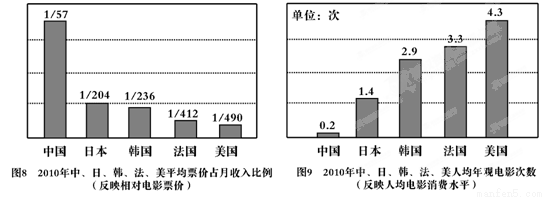 1/57
1/204
1/236
1/412
1/490
中国 日本 韩国 法国 美国
图8 2010年中、日、韩、法、美平均票价占月收入比例
（反映相对电影票价）
单位：次
0.2
1.4
2.9
3.3
4.3
中国 日本 韩国 法国 美国
图9 2010年中、日、韩、法、美人均年观电影次数
（反映人均电影消费水平）